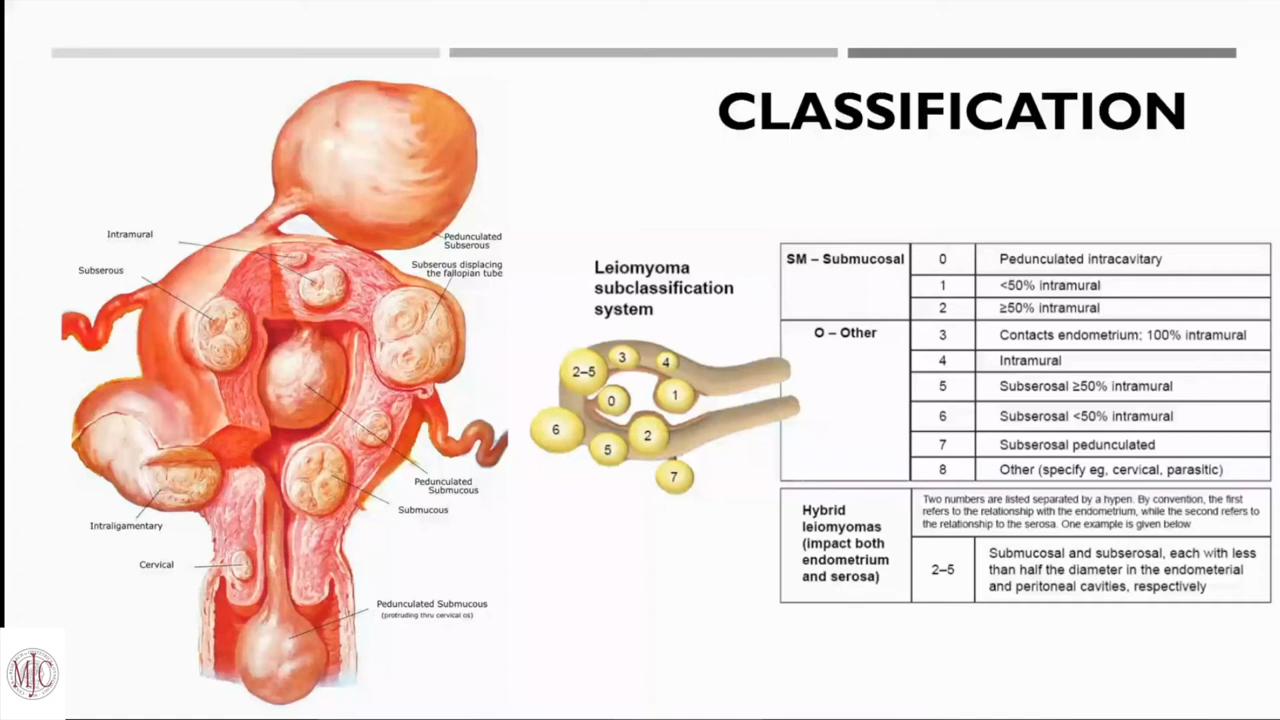 CLASSIFICATION
Intramural
Subserous
Pedunculated
Subserous
Subserous displacing
the fallopian tube
Pedunculated
Submucous
Submucous
Intraligamentary
Cervical
Pedunculated Submucous
(protruding thru cervical os)
Leiomyoma
subclassification
system
2–5
3
4
0
1
6
5
2
7
SM – Submucosal
0 Pedunculated intracavitary
1 <50% intramural
2 ≥50% intramural
O – Other
3 Contacts endometrium; 100% intramural
4 Intramural
5 Subserosal ≥50% intramural
6 Subserosal <50% intramural
7 Subserosal pedunculated
8 Other (specify eg, cervical, parasitic)
Hybrid
leiomyomas
(impact both
endometrium
and serosa)
Two numbers are listed separated by a hypen. By convention, the first
refers to the relationship with the endometrium, while the second refers to
the relationship to the serosa. One example is given below
2–5
Submucosal and subserosal, each with less
than half the diameter in the endometerial
and peritoneal cavities, respectively
MJC